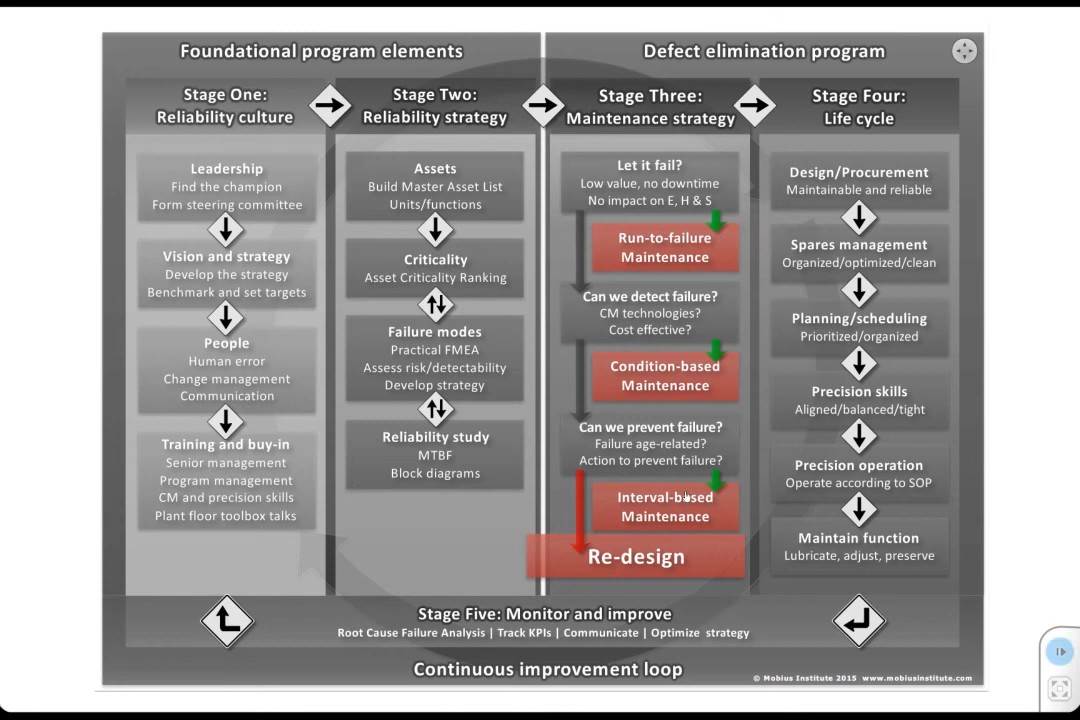 Foundational program elements
Defect elimination program
Stage One:
Reliability culture
Leadership
Find the champion
Form steering committee
Vision and strategy
Develop the strategy
Benchmark and set targets
People
Human error
Change management
Communication
Training and buy-in
Senior management
Program management
CM and precision skills
Plant floor toolbox talks
Stage Two:
Reliability strategy
Assets
Build Master Asset List
Units/functions
Criticality
Asset Criticality Ranking
Failure modes
Practical FMEA
Assess risk/detectability
Develop strategy
Reliability study
MTBF
Block diagrams
Stage Three:
Maintenance strategy
Let it fail?
Low value, no downtime
No impact on E, H & S
Run-to-failure
Maintenance
Can we detect failure?
CM technologies?
Cost effective?
Condition-based
Maintenance
Can we prevent failure?
Failure age-related?
Action to prevent failure?
Interval-based
Maintenance
Re-design
Stage Four:
Life cycle
Design/Procurement
Maintainable and reliable
Spares management
Organized/optimized/clean
Planning/scheduling
Prioritized/organized
Precision skills
Aligned/balanced/tight
Precision operation
Operate according to SOP
Maintain function
Lubricate, adjust, preserve
Stage Five: Monitor and improve
Root Cause Failure Analysis | Track KPIs | Communicate | Optimize strategy
Continuous improvement loop
© Mobius Institute 2015 www.mobiusinstitute.com